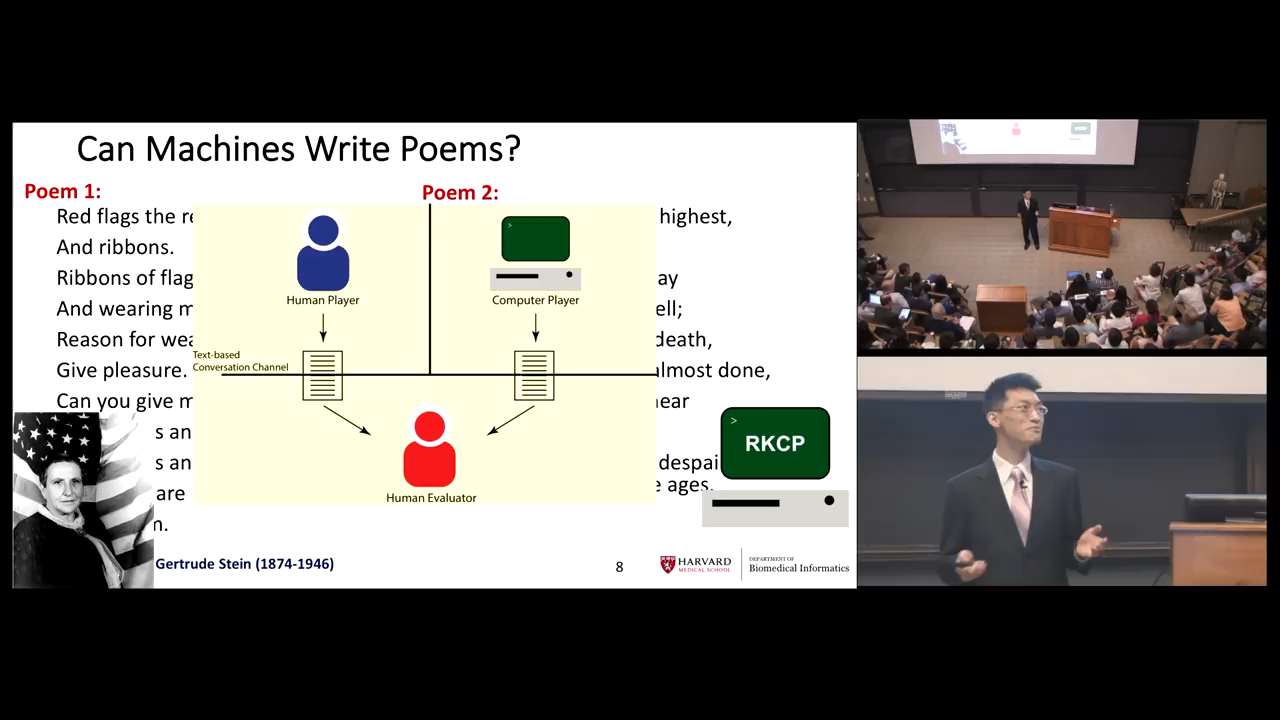 Can Machines Write Poems?
Poem 1:
Poem 2:
Red flags the re
And ribbons.
Ribbons of flag
And wearing m
Reason for wea
Give pleasure.
Can you give m
s an
s an
are
n.
highest,
ay
ell;
death,
almost done,
near
despai
e ages.
Human Player
Computer Player
Text-based
Conversation Channel
Human Evaluator
>
>
RKCP
Gertrude Stein (1874-1946)
8
HARVARD
MEDICAL SCHOOL
DEPARTMENT OF
Biomedical Informatics